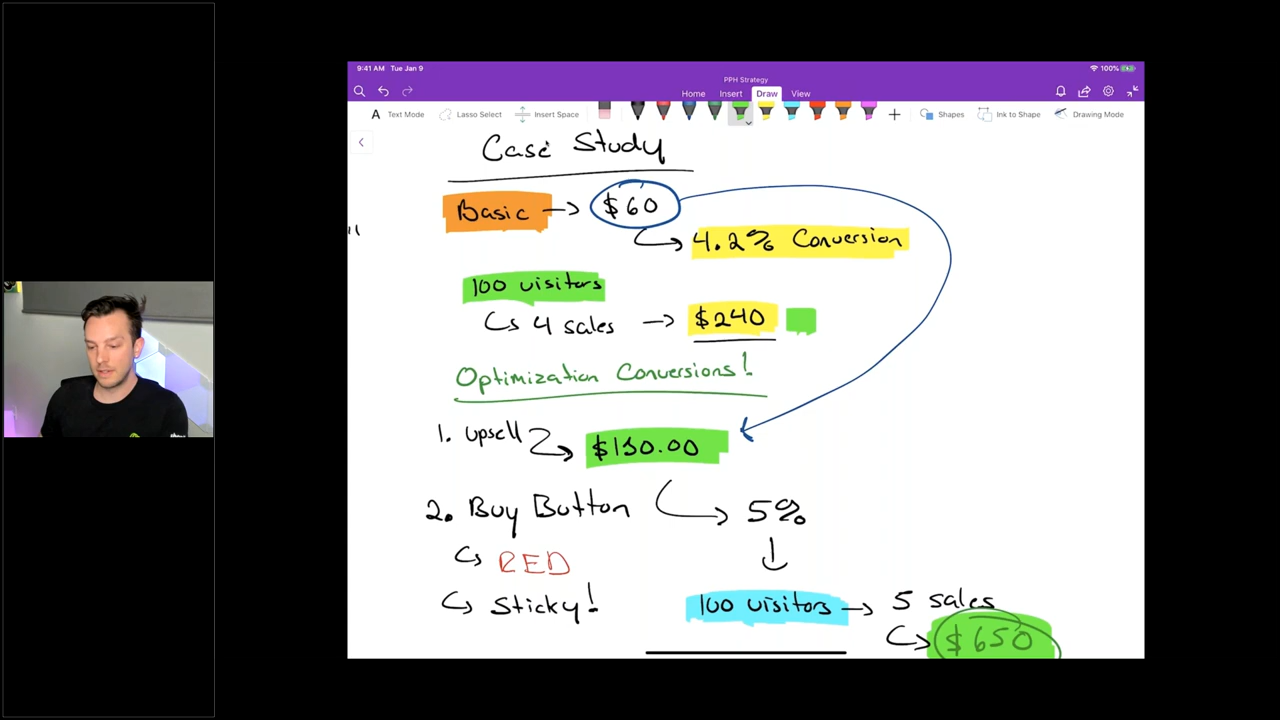 9:41 AM Tue Jan 9
100%
PPH Strategy
Home Insert Draw View
Text Mode Lasso Select Insert Space Shapes Ink to Shape Drawing Mode
Case Study
Basic → $60
4.2% Conversion
100 visitors
4 sales → $240
Optimization Conversions!
1. upsell $130.00
2. Buy Button → 5%
RED
Sticky!
100 visitors → 5 sales
$650